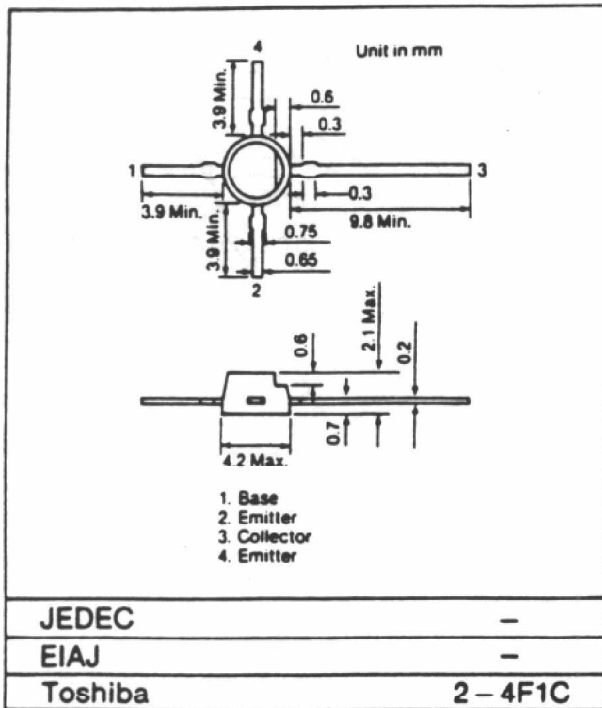 4
Unit in mm
3.9 Min.
0.6
0.3
1
3
3.9 Min.
0.3
9.8 Min.
3.9 Min.
0.75
0.65
2
0.6
2.1 Max.
0.2
0.7
4.2 Max.
1. Base
2. Emitter
3. Collector
4. Emitter
JEDEC –
EIAJ –
Toshiba 2 – 4F1C